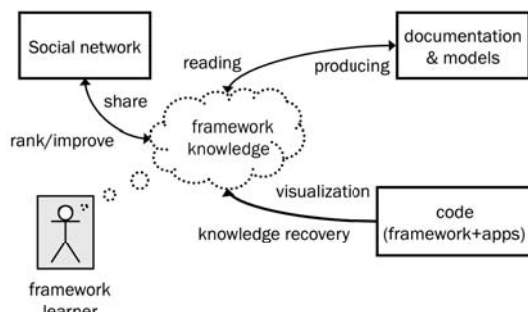 Social network
documentation
& models
reading
producing
share
rank/improve
framework
knowledge
visualization
knowledge recovery
code
(framework+apps)
framework
learner